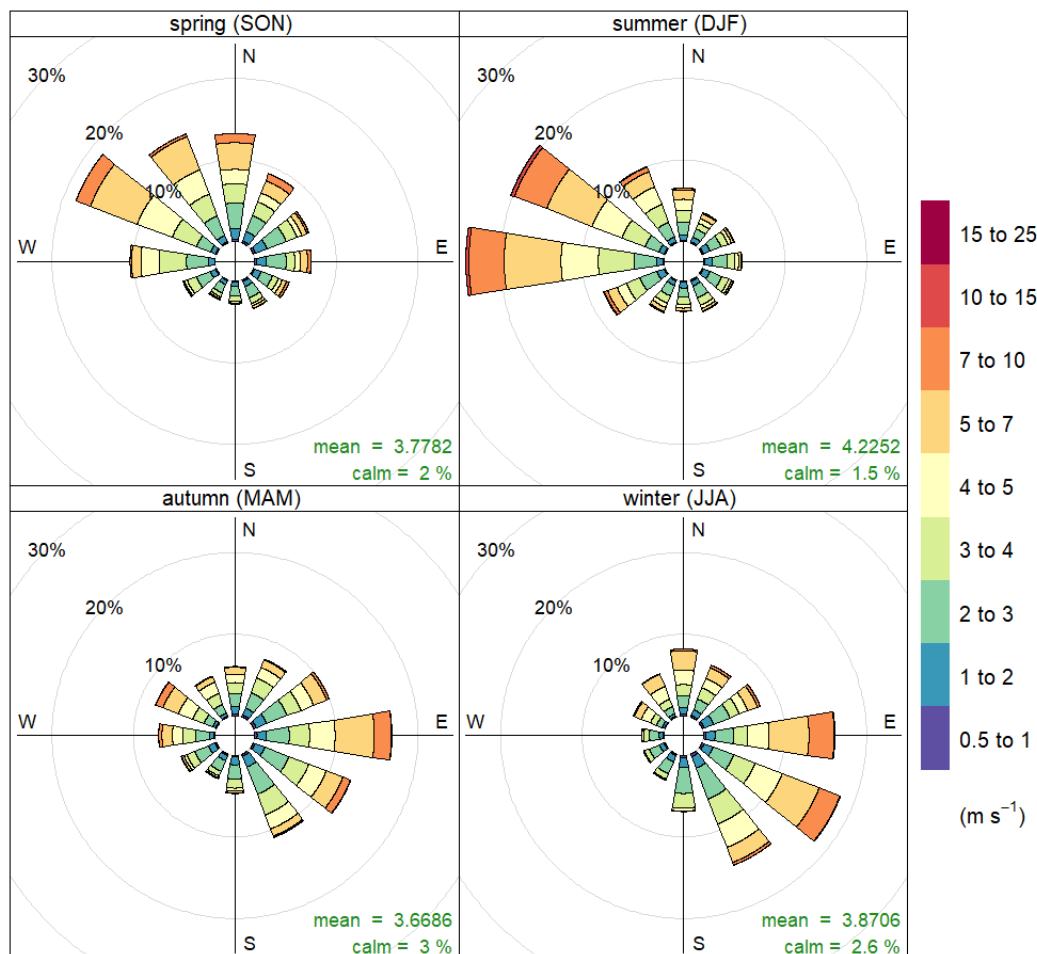 spring (SON)
N
30%
20%
10%
W
E
S
mean = 3.7782
calm = 2 %
summer (DJF)
N
30%
20%
10%
W
E
S
mean = 4.2252
calm = 1.5 %
autumn (MAM)
N
30%
20%
10%
W
E
S
mean = 3.6686
calm = 3 %
winter (JJA)
N
30%
20%
10%
W
E
S
mean = 3.8706
calm = 2.6 %
15 to 25
10 to 15
7 to 10
5 to 7
4 to 5
3 to 4
2 to 3
1 to 2
0.5 to 1
(m s⁻¹)